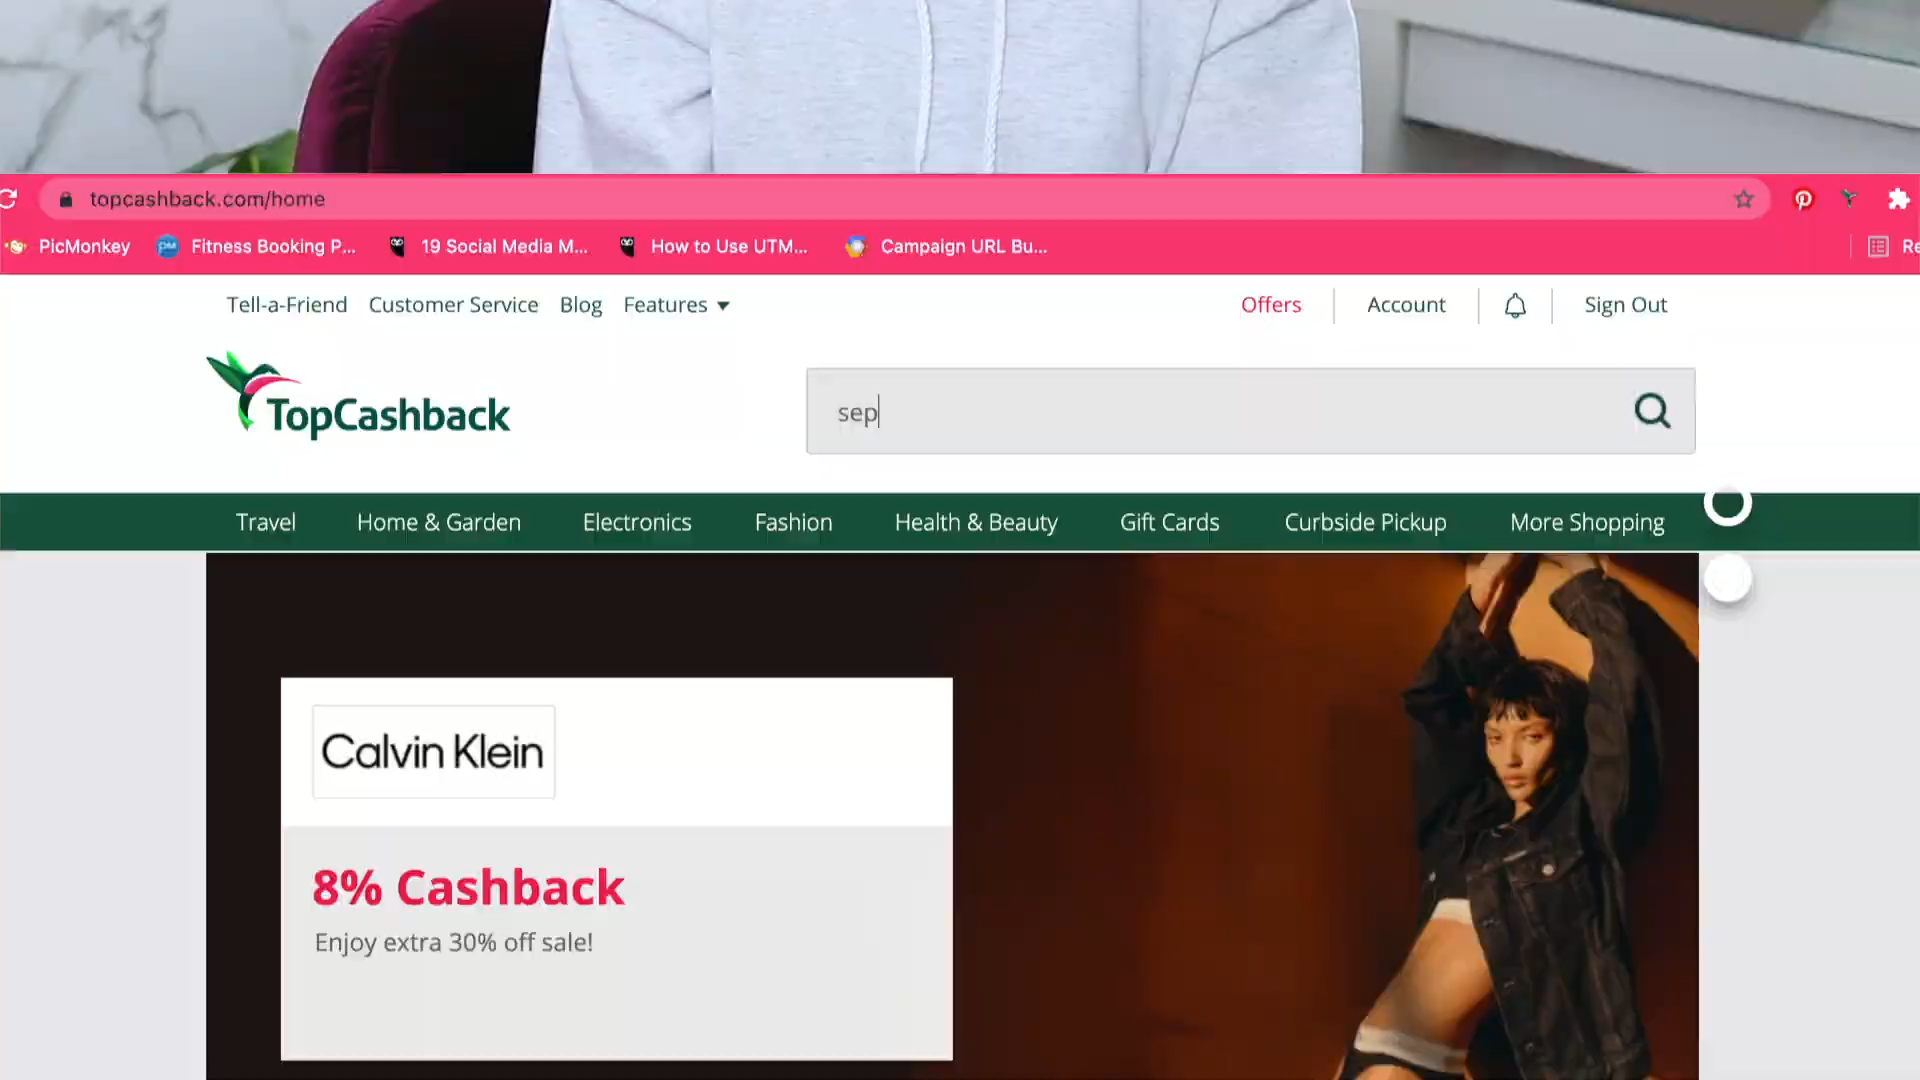 topcashback.com/home
PicMonkey Fitness Booking P... 19 Social Media M... How to Use UTM... Campaign URL Bu... Re
Tell-a-Friend Customer Service Blog Features Offers Account Sign Out
TopCashback
sep
Travel Home & Garden Electronics Fashion Health & Beauty Gift Cards Curbside Pickup More Shopping
Calvin Klein
8% Cashback
Enjoy extra 30% off sale!